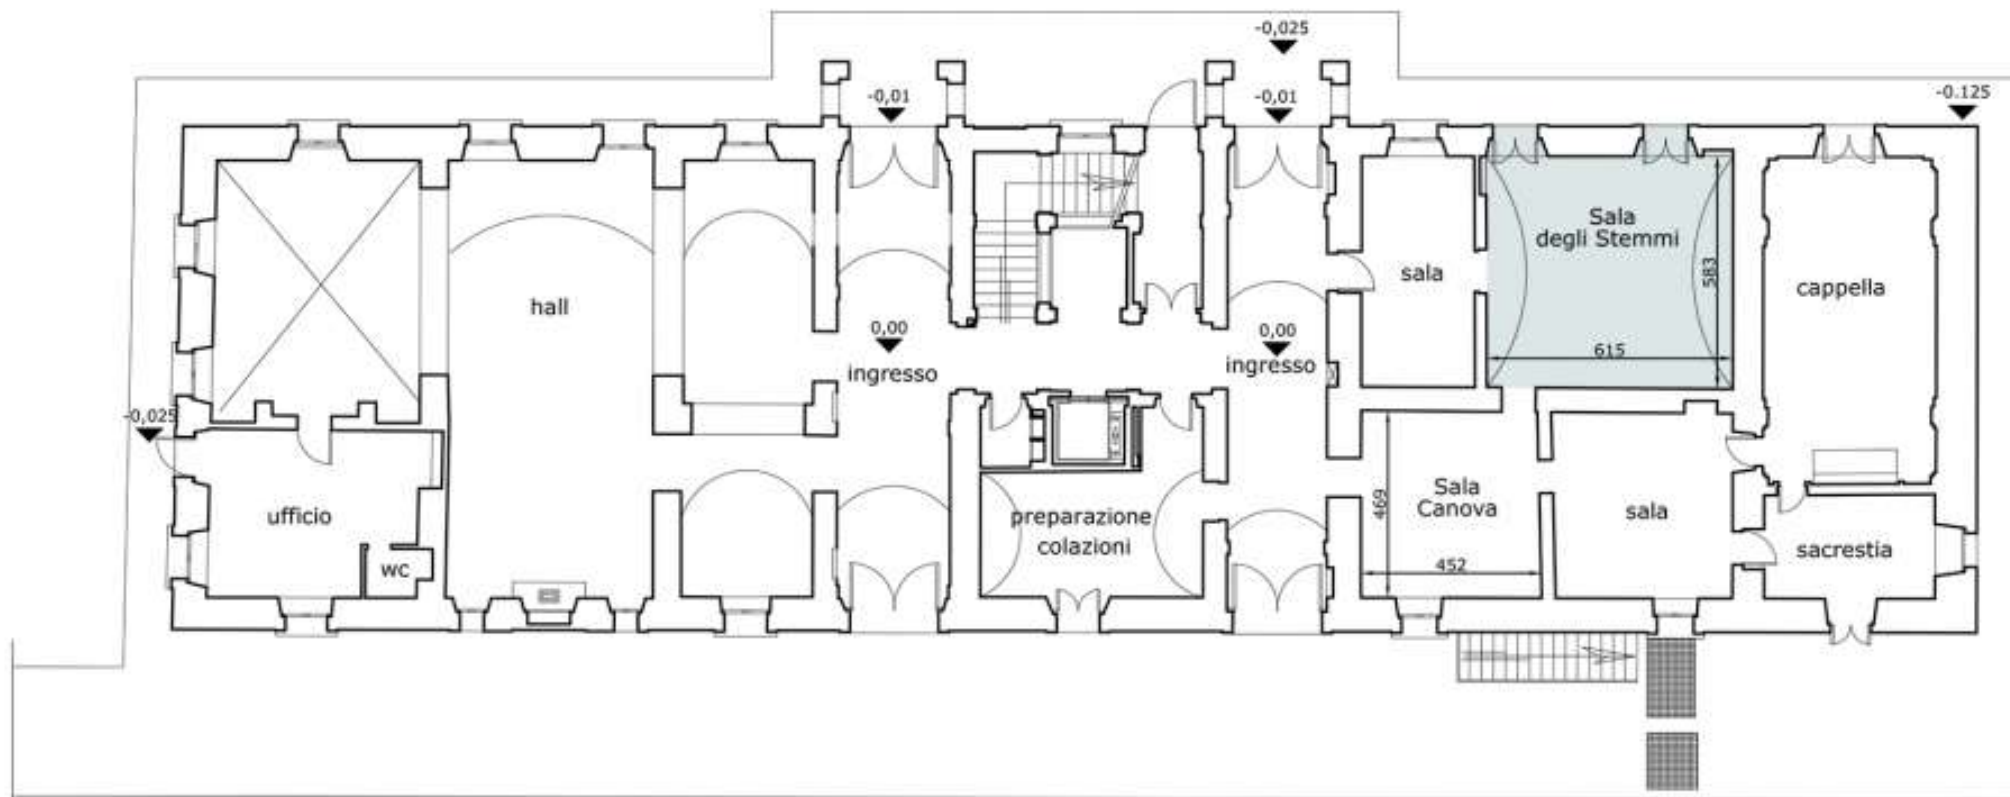 -0,025
-0,01
-0,01
-0.125
Sala
degli Stemmi
583
615
sala
cappella
hall
0,00
ingresso
0,00
ingresso
-0,025
ufficio
wc
preparazione
colazioni
469
Sala
Canova
452
sala
sacrestia